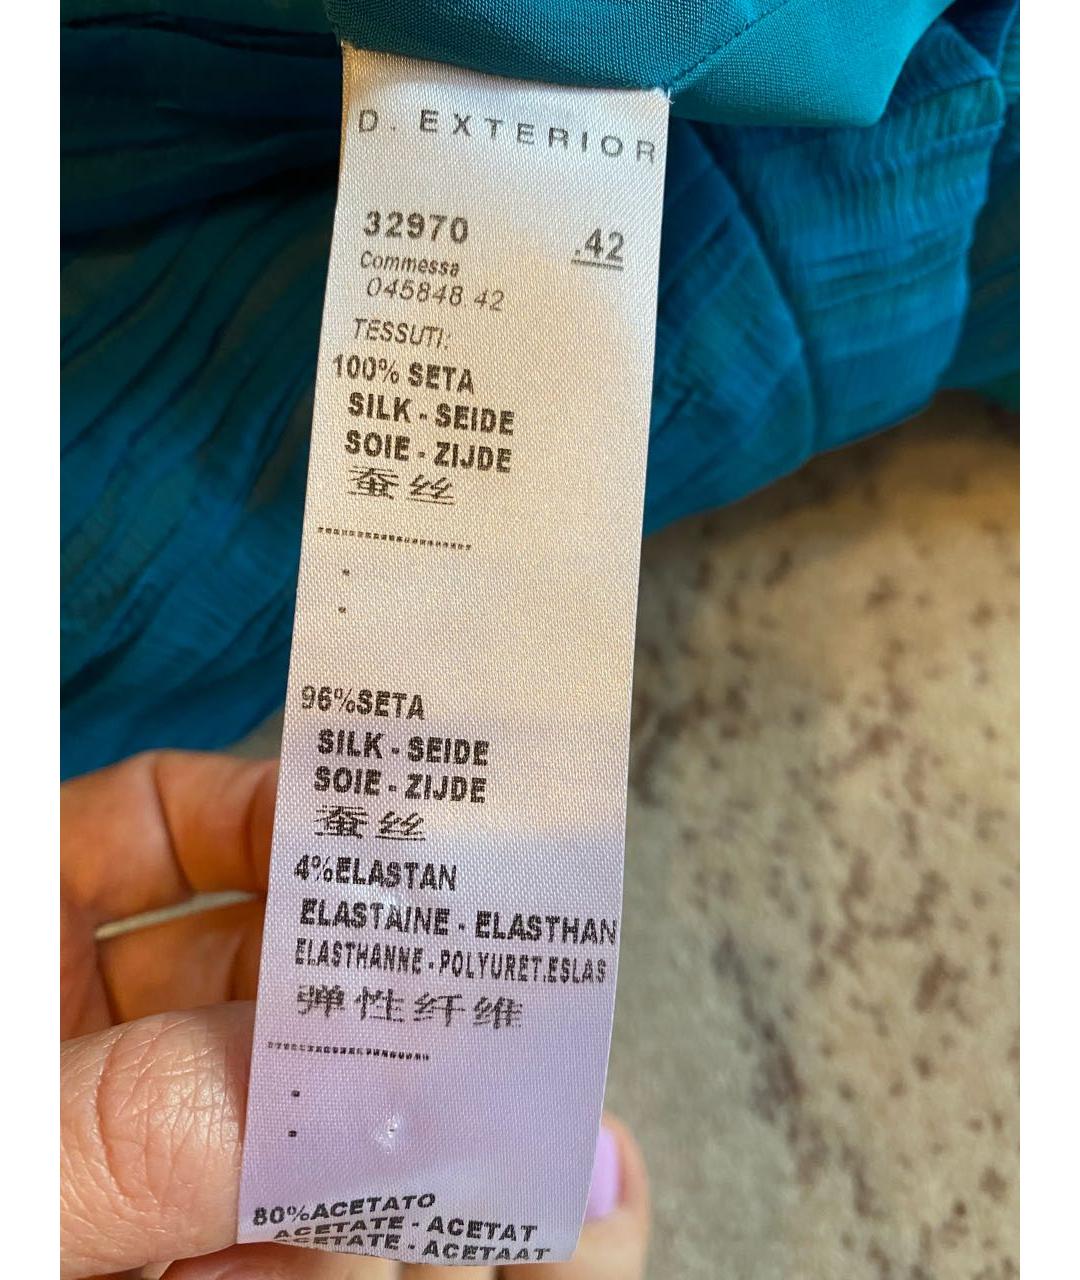 D. EXTERIOR
32970 .42
Commessa
045848 42
TESSUTI:
100% SETA
SILK - SEIDE
SOIE - ZIJDE
蚕丝
96%SETA
SILK - SEIDE
SOIE - ZIJDE
蚕丝
4%ELASTAN
ELASTAINE - ELASTHAN
ELASTHANNE - POLYURET.ESLAS
弹性纤维
80%ACETATO
ACETATE - ACETAT
ACETATE - ACETAAT